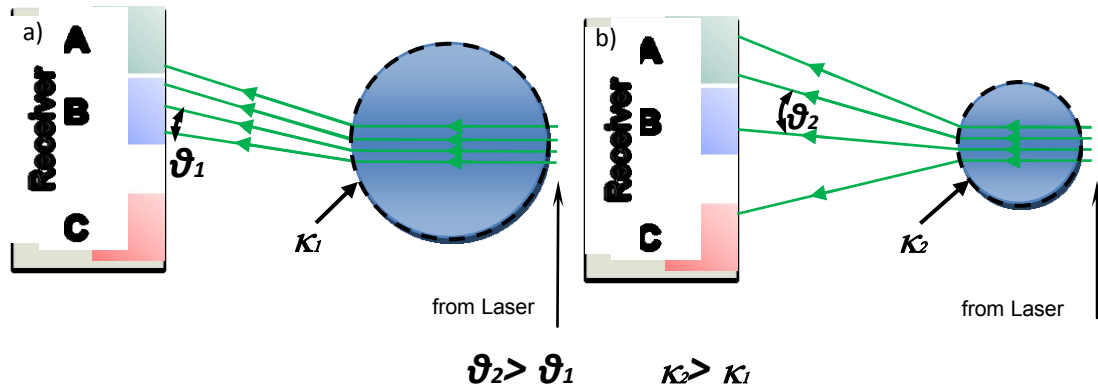 a)
A
B
C
Receiver
ϑ1
κ1
from Laser
b)
A
B
C
Receiver
ϑ2
κ2
from Laser
ϑ2> ϑ1 κ2> κ1